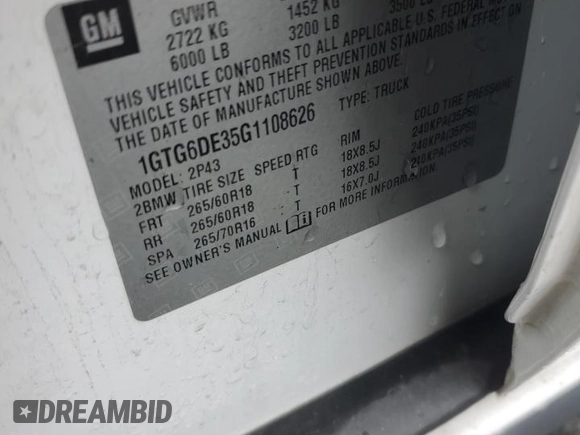 GM
GVWR
2722 KG
6000 LB
1452 KG
3200 LB
THIS VEHICLE CONFORMS TO ALL APPLICABLE U.S. FEDERAL
VEHICLE SAFETY AND THEFT PREVENTION STANDARDS IN EFFECT ON
THE DATE OF MANUFACTURE SHOWN ABOVE.
1GTG6DE35G1108626 TYPE: TRUCK
MODEL: 2P43
2BMW TIRE SIZE SPEED RTG RIM COLD TIRE PRESSURE
FRT 265/60R18 T 18X8.5J 240KPA(35PSI)
RR 265/60R18 T 18X8.5J 240KPA(35PSI)
SPA 265/70R16 T 16X7.0J 240KPA(35PSI)
SEE OWNER'S MANUAL FOR MORE INFORMATION.
DREAMBID